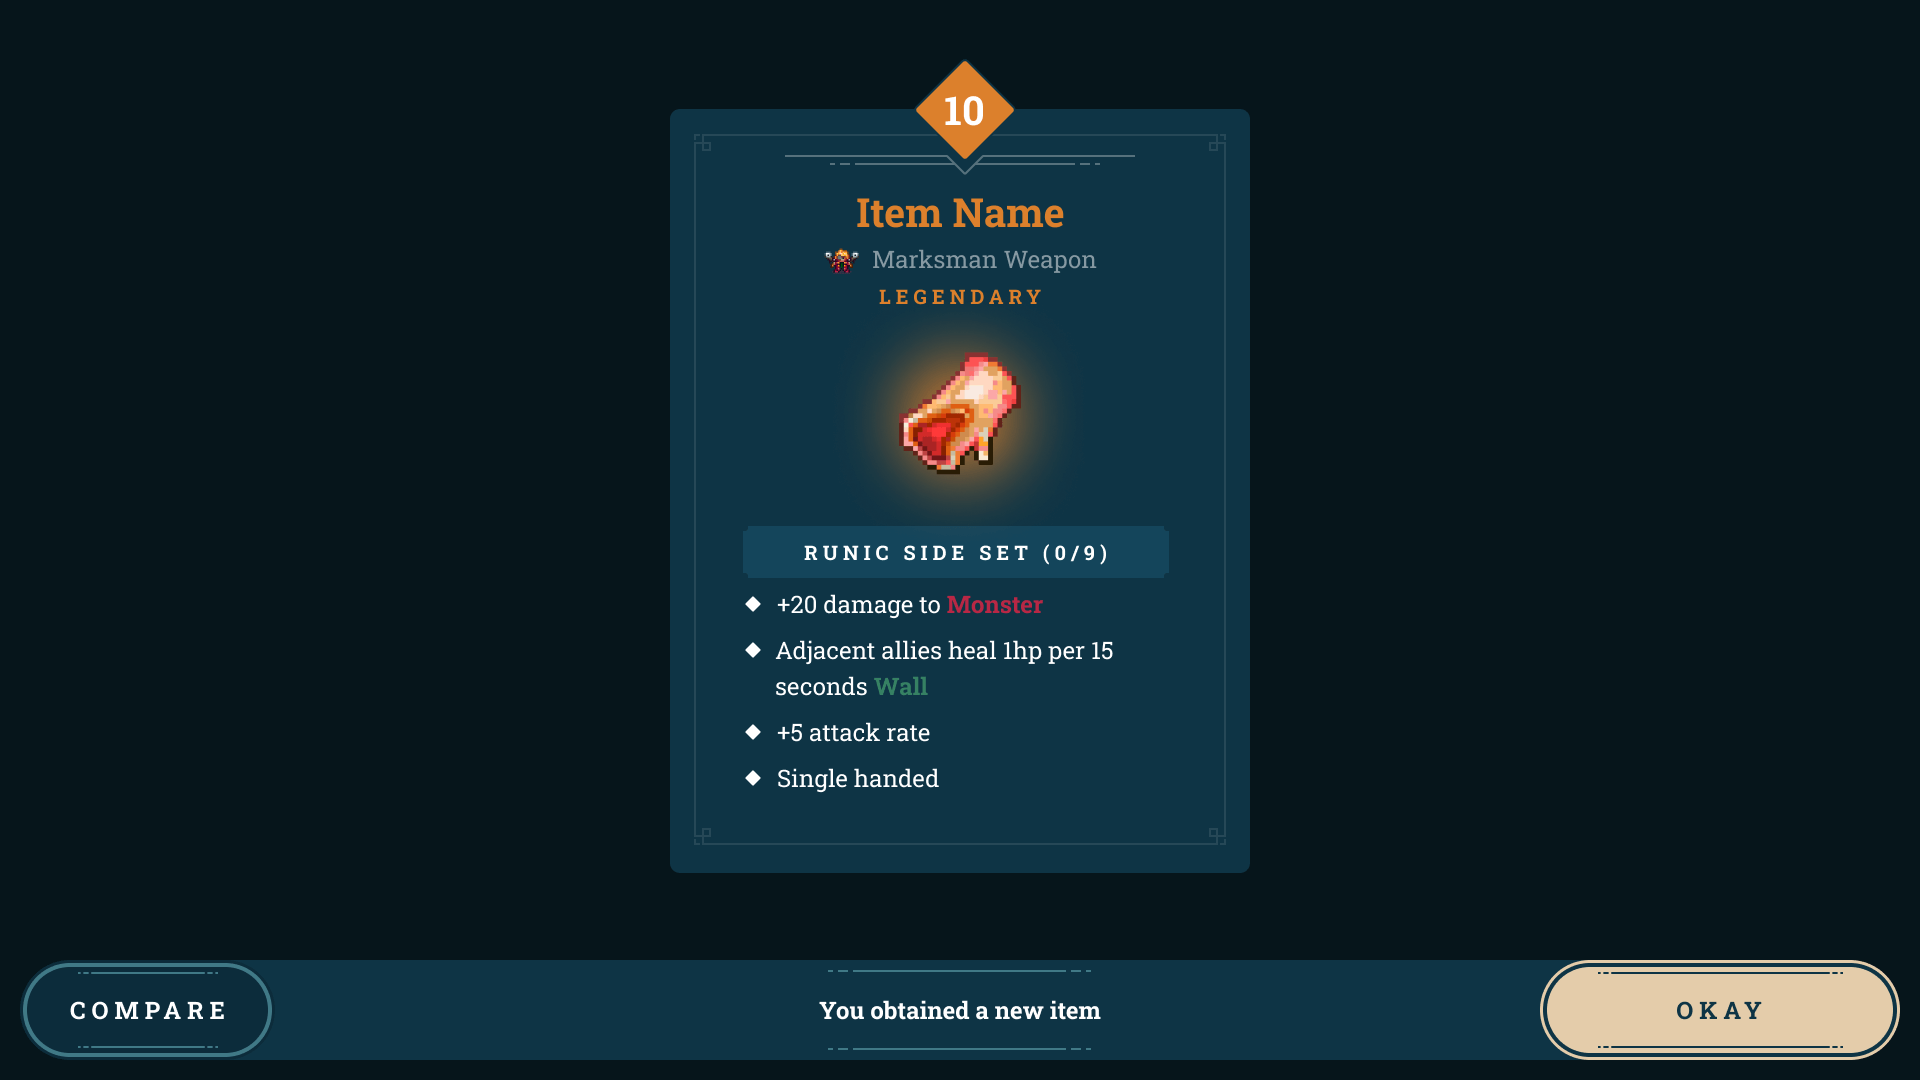 10
Item Name
Marksman Weapon
LEGENDARY
RUNIC SIDE SET (0/9)
+20 damage to Monster
Adjacent allies heal 1hp per 15
seconds Wall
+5 attack rate
Single handed
COMPARE
You obtained a new item
OKAY